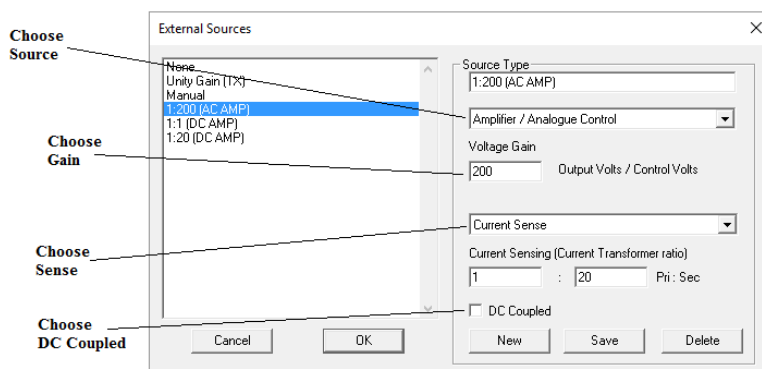 External Sources
Choose
Source
Choose
Gain
Choose
Sense
Choose
DC Coupled
None
Unity Gain (TX)
Manual
1:200 (AC AMP)
1:1 (DC AMP)
1:20 (DC AMP)
Cancel
OK
Source Type
1:200 (AC AMP)
Amplifier / Analogue Control
Voltage Gain
200 Output Volts / Control Volts
Current Sense
Current Sensing (Current Transformer ratio)
1 : 20 Pri : Sec
DC Coupled
New Save Delete